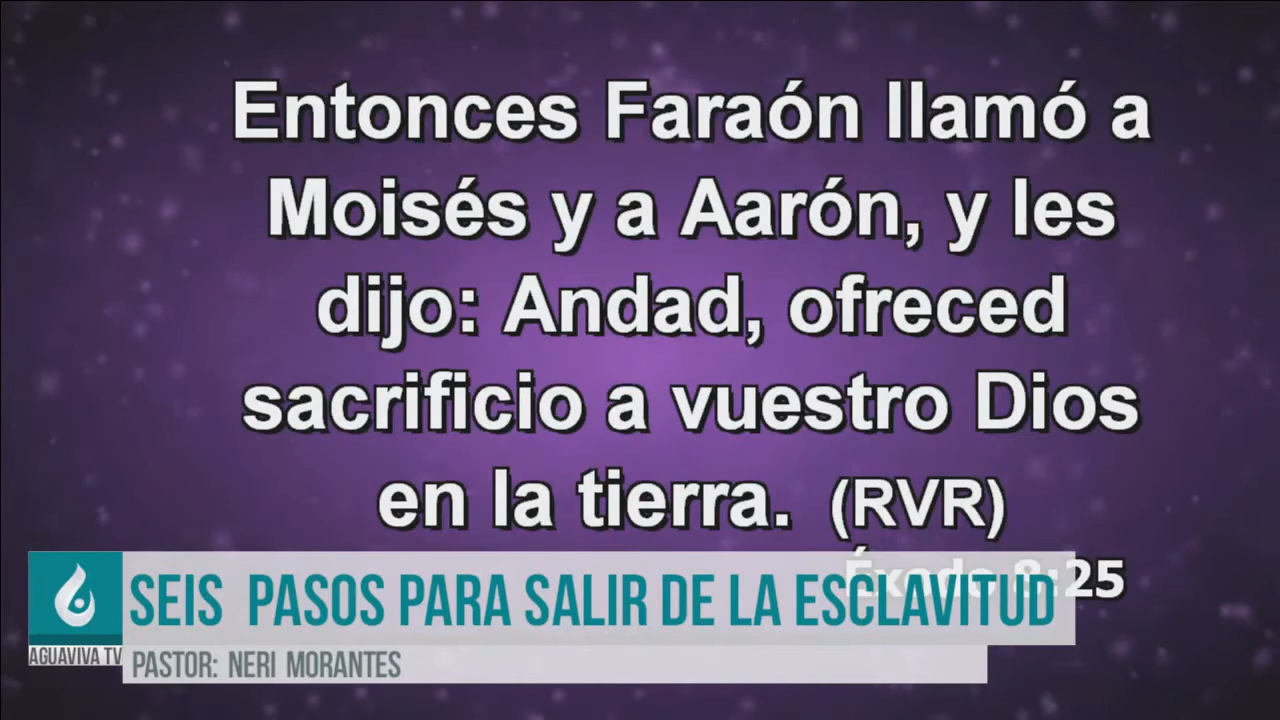 Entonces Faraón llamó a
Moisés y a Aarón, y les
dijo: Andad, ofreced
sacrificio a vuestro Dios
en la tierra. (RVR)
Éxodo 8:25
SEIS PASOS PARA SALIR DE LA ESCLAVITUD
AGUAVIVA TV
PASTOR: NERI MORANTES